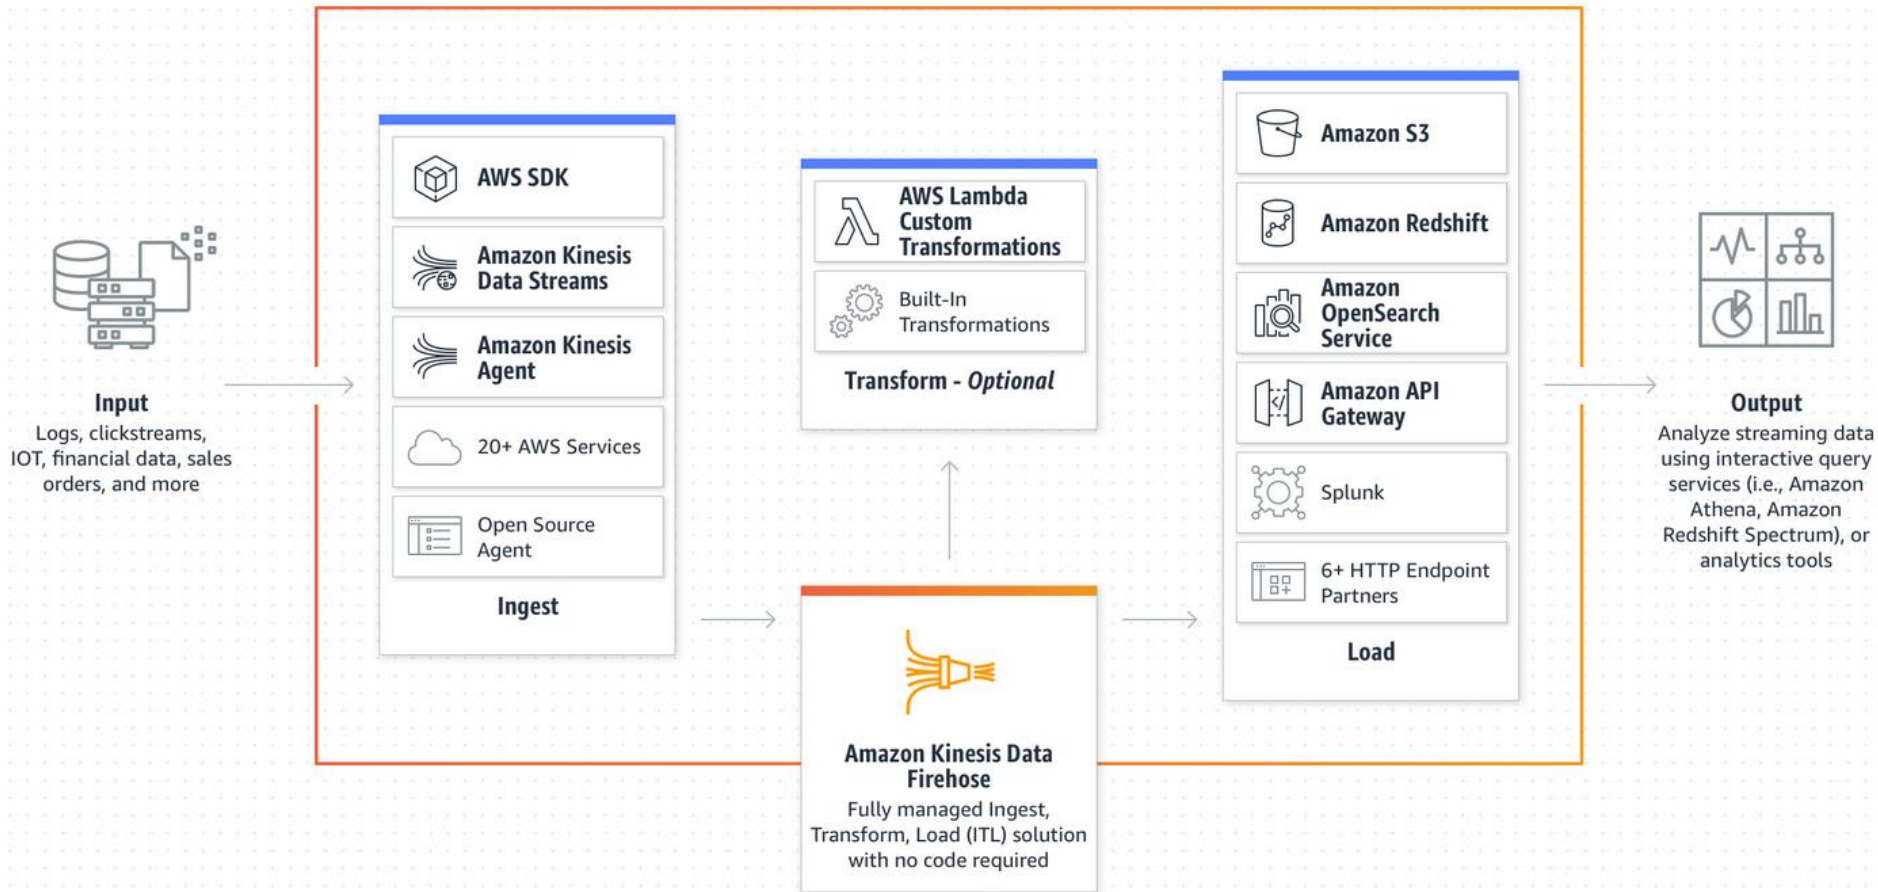 Input
Logs, clickstreams,
IOT, financial data, sales
orders, and more
AWS SDK
Amazon Kinesis
Data Streams
Amazon Kinesis
Agent
20+ AWS Services
Open Source
Agent
Ingest
AWS Lambda
Custom
Transformations
Built-In
Transformations
Transform - Optional
Amazon Kinesis Data
Firehose
Fully managed Ingest,
Transform, Load (ITL) solution
with no code required
Amazon S3
Amazon Redshift
Amazon
OpenSearch
Service
Amazon API
Gateway
Splunk
6+ HTTP Endpoint
Partners
Load
Output
Analyze streaming data
using interactive query
services (i.e., Amazon
Athena, Amazon
Redshift Spectrum), or
analytics tools